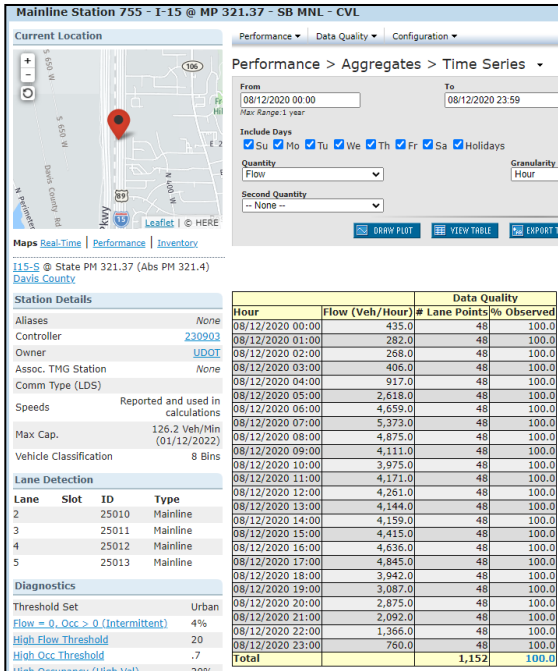 Mainline Station 755 - I-15 @ MP 321.37 - SB MNL - CVL
Current Location
+
-
S 650 W
106
S 650 W
Davis County Rd
N 400 W
E 2
89
15
Pkwy
Leaflet | © HERE
Maps Real-Time | Performance | Inventory
I15-S @ State PM 321.37 (Abs PM 321.4)
Davis County
Station Details
Aliases None
Controller 230903
Owner UDOT
Assoc. TMG Station None
Comm Type (LDS)
Speeds Reported and used in calculations
Max Cap. 126.2 Veh/Min
(01/12/2022)
Vehicle Classification 8 Bins
Lane Detection
Lane Slot ID Type
2 25010 Mainline
3 25011 Mainline
4 25012 Mainline
5 25013 Mainline
Diagnostics
Threshold Set Urban
Flow = 0, Occ > 0 (Intermittent) 4%
High Flow Threshold 20
High Occ Threshold .7
High Occupancy (High Val) 20%
Performance Data Quality Configuration
Performance > Aggregates > Time Series
From To
08/12/2020 00:00 08/12/2020 23:59
Max Range:1 year
Include Days
Su Mo Tu We Th Fr Sa Holidays
Quantity Granularity
Flow Hour
Second Quantity
-- None --
DRAW PLOT VIEW TABLE EXPORT T
Data Quality
Hour Flow (Veh/Hour) # Lane Points % Observed
08/12/2020 00:00 435.0 48 100.0
08/12/2020 01:00 282.0 48 100.0
08/12/2020 02:00 268.0 48 100.0
08/12/2020 03:00 406.0 48 100.0
08/12/2020 04:00 917.0 48 100.0
08/12/2020 05:00 2,618.0 48 100.0
08/12/2020 06:00 4,659.0 48 100.0
08/12/2020 07:00 5,373.0 48 100.0
08/12/2020 08:00 4,875.0 48 100.0
08/12/2020 09:00 4,111.0 48 100.0
08/12/2020 10:00 3,975.0 48 100.0
08/12/2020 11:00 4,171.0 48 100.0
08/12/2020 12:00 4,261.0 48 100.0
08/12/2020 13:00 4,144.0 48 100.0
08/12/2020 14:00 4,159.0 48 100.0
08/12/2020 15:00 4,415.0 48 100.0
08/12/2020 16:00 4,636.0 48 100.0
08/12/2020 17:00 4,845.0 48 100.0
08/12/2020 18:00 3,942.0 48 100.0
08/12/2020 19:00 3,087.0 48 100.0
08/12/2020 20:00 2,875.0 48 100.0
08/12/2020 21:00 2,092.0 48 100.0
08/12/2020 22:00 1,366.0 48 100.0
08/12/2020 23:00 760.0 48 100.0
Total 1,152 100.0